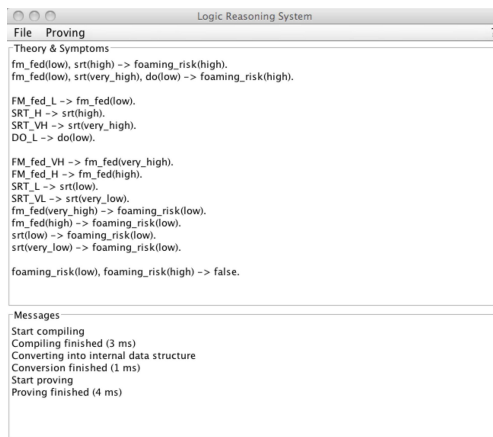 Logic Reasoning System
File Proving
Theory & Symptoms
fm_fed(low), srt(high) -> foaming_risk(high).
fm_fed(low), srt(very_high), do(low) -> foaming_risk(high).
FM_fed_L -> fm_fed(low).
SRT_H -> srt(high).
SRT_VH -> srt(very_high).
DO_L -> do(low).
FM_fed_VH -> fm_fed(very_high).
FM_fed_H -> fm_fed(high).
SRT_L -> srt(low).
SRT_VL -> srt(very_low).
fm_fed(very_high) -> foaming_risk(low).
fm_fed(high) -> foaming_risk(low).
srt(low) -> foaming_risk(low).
srt(very_low) -> foaming_risk(low).
foaming_risk(low), foaming_risk(high) -> false.
Messages
Start compiling
Compiling finished (3 ms)
Converting into internal data structure
Conversion finished (1 ms)
Start proving
Proving finished (4 ms)